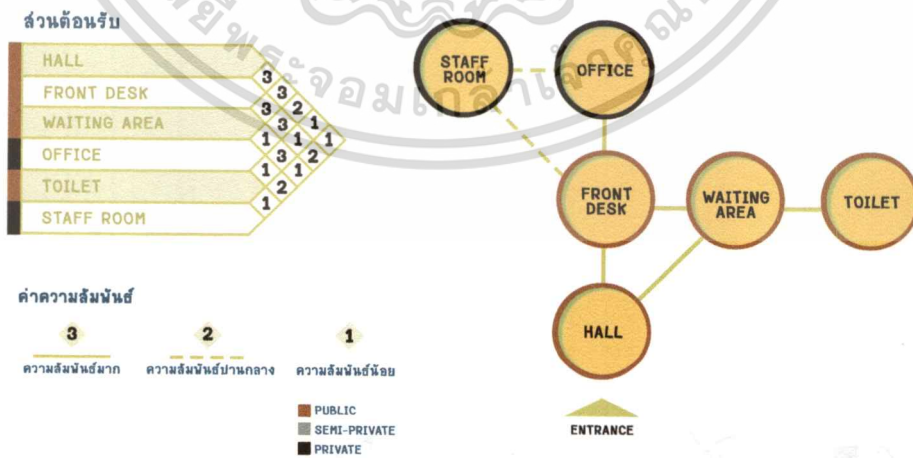 ส่วนต้อนรับ
HALL
FRONT DESK
WAITING AREA
OFFICE
TOILET
STAFF ROOM
3
3
3
2
3
1
1
1
1
3
2
1
1
2
1
STAFF
ROOM
OFFICE
FRONT
DESK
WAITING
AREA
TOILET
HALL
ENTRANCE
ค่าความสัมพันธ์
3
2
1
ความสัมพันธ์มาก
ความสัมพันธ์ปานกลาง
ความสัมพันธ์น้อย
PUBLIC
SEMI-PRIVATE
PRIVATE